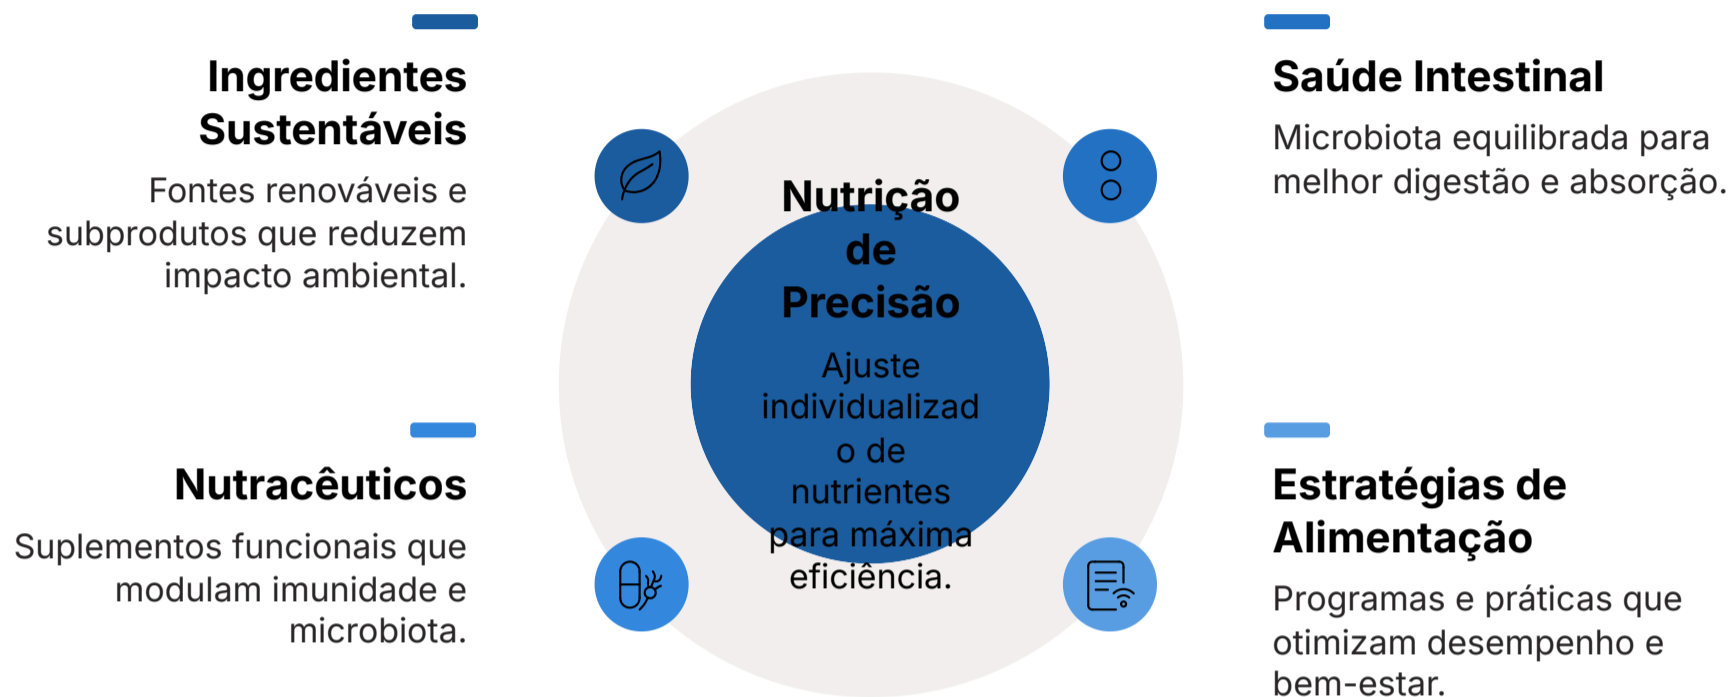 Ingredientes
Sustentáveis
Fontes renováveis e
subprodutos que reduzem
impacto ambiental.
Saúde Intestinal
Microbiota equilibrada para
melhor digestão e absorção.
Nutrição
de
Precisão
Ajuste
individualizad
o de
nutrientes
para máxima
eficiência.
Nutracêuticos
Suplementos funcionais que
modulam imunidade e
microbiota.
Estratégias de
Alimentação
Programas e práticas que
otimizam desempenho e
bem-estar.